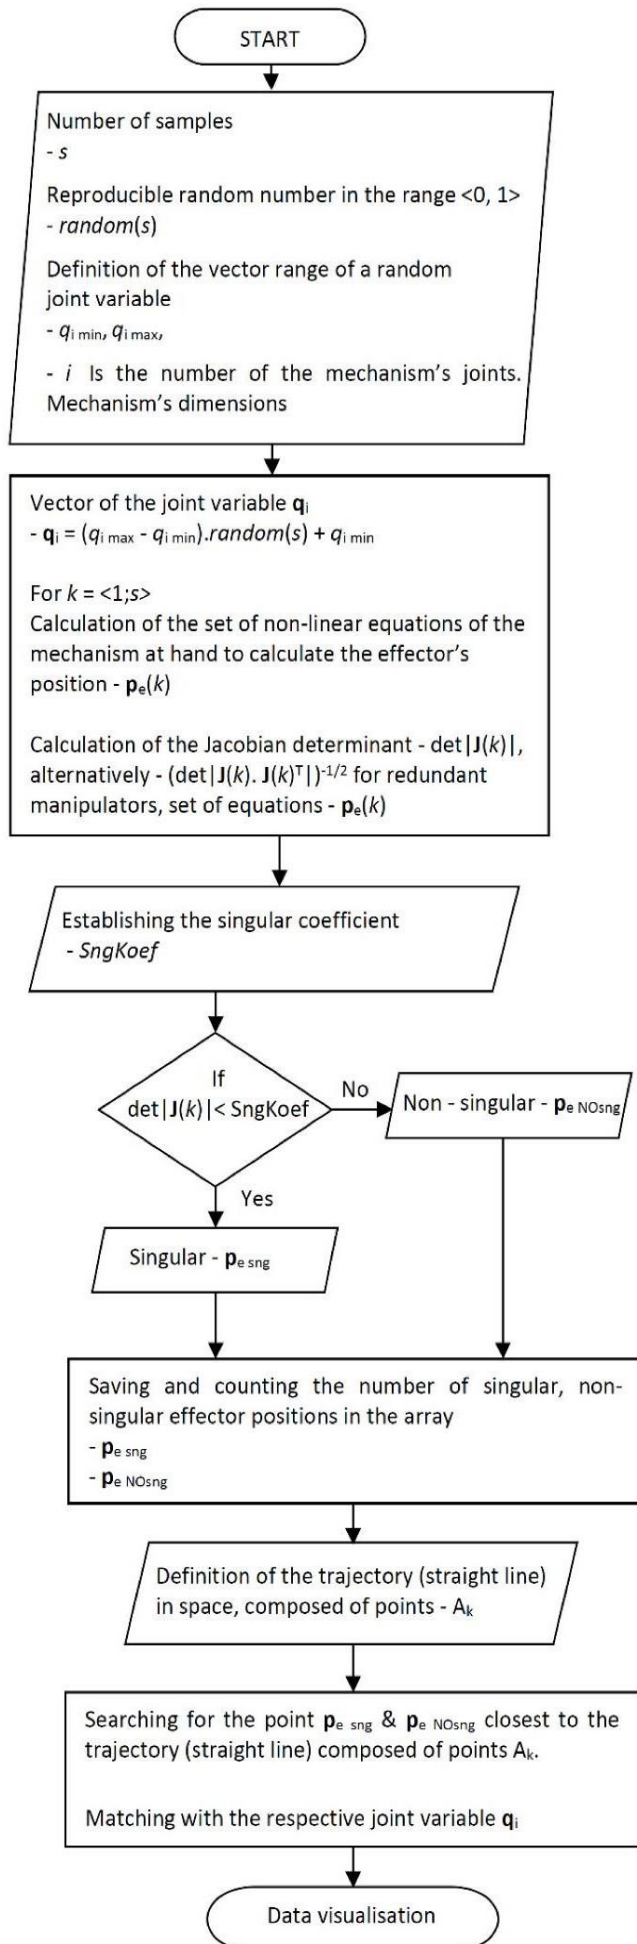 START
Number of samples
- s
Reproducible random number in the range <0, 1>
- random(s)
Definition of the vector range of a random
joint variable
- qi min, qi max,
- i Is the number of the mechanism's joints.
Mechanism's dimensions
Vector of the joint variable qi
- qi = (qi max - qi min).random(s) + qi min
For k = <1;s>
Calculation of the set of non-linear equations of the
mechanism at hand to calculate the effector's
position - pe(k)
Calculation of the Jacobian determinant - det|J(k)|,
alternatively - (det|J(k). J(k)ᵀ|)⁻¹/² for redundant
manipulators, set of equations - pe(k)
Establishing the singular coefficient
- SngKoef
If
det|J(k)|< SngKoef
No
Non - singular - pe NOsng
Yes
Singular - pe sng
Saving and counting the number of singular, non-
singular effector positions in the array
- pe sng
- pe NOsng
Definition of the trajectory (straight line)
in space, composed of points - Ak
Searching for the point pe sng & pe NOsng closest to the
trajectory (straight line) composed of points Ak.
Matching with the respective joint variable qi
Data visualisation